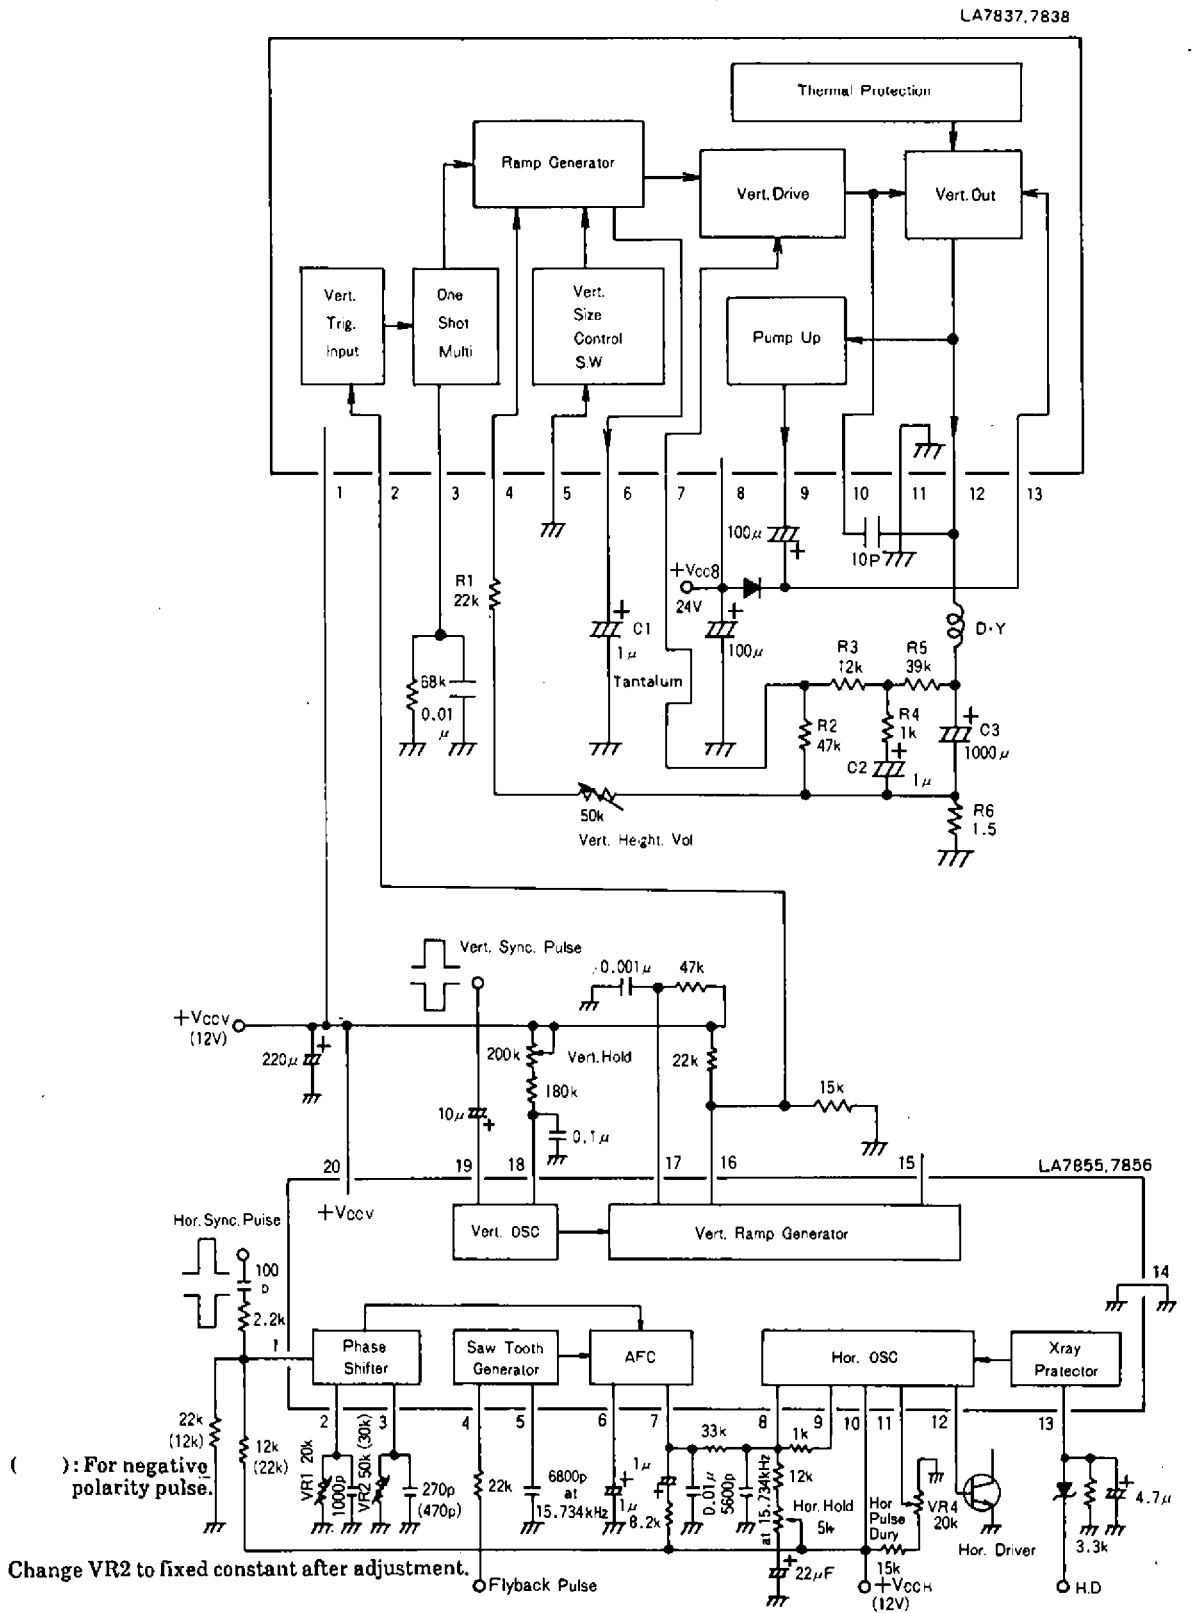 LA7837,7838
Thermal Protection
Ramp Generator
Vert. Drive
Vert. Out
Vert.
Trig.
Input
One
Shot
Multi
Vert.
Size
Control
S.W
Pump Up
1 2 3 4 5 6 7 8 9 10 11 12 13
100μ
10P
+Vcc8
24V
R1
22k
C1
1μ
Tantalum
100μ
D·Y
R3
12k
R5
39k
68k
0.01
μ
R2
47k
R4
1k
C3
1000μ
C2
1μ
50k
Vert. Height. Vol
R6
1.5
Vert. Sync. Pulse
0.001μ
47k
+VCCV
(12V)
220μ
200k
Vert. Hold
22k
180k
15k
10μ
0.1μ
20 19 18 17 16 15
LA7855,7856
+VCCV
Hor. Sync. Pulse
Vert. OSC
Vert. Ramp Generator
100
p
2.2k
14
1
Phase
Shifter
Saw Tooth
Generator
AFC
Hor. OSC
Xray
Pratector
2 3 4 5 6 7 8 9 10 11 12 13
22k
(12k)
12k
(22k)
VR1 20k
1000p
VR2 50k (30k)
270p
(470p)
22k
6800p
at
15.734kHz
1μ
1μ
8.2k
33k
0.01μ
5600p
1k
12k
at 15.734kHz
Hor. Hold
5k
Hor
Pulse
Dury
VR4
20k
15k
Hor. Driver
3.3k
4.7μ
( ): For negative
polarity pulse.
Change VR2 to fixed constant after adjustment.
Flyback Pulse
22μF
+VCCH
(12V)
H.D